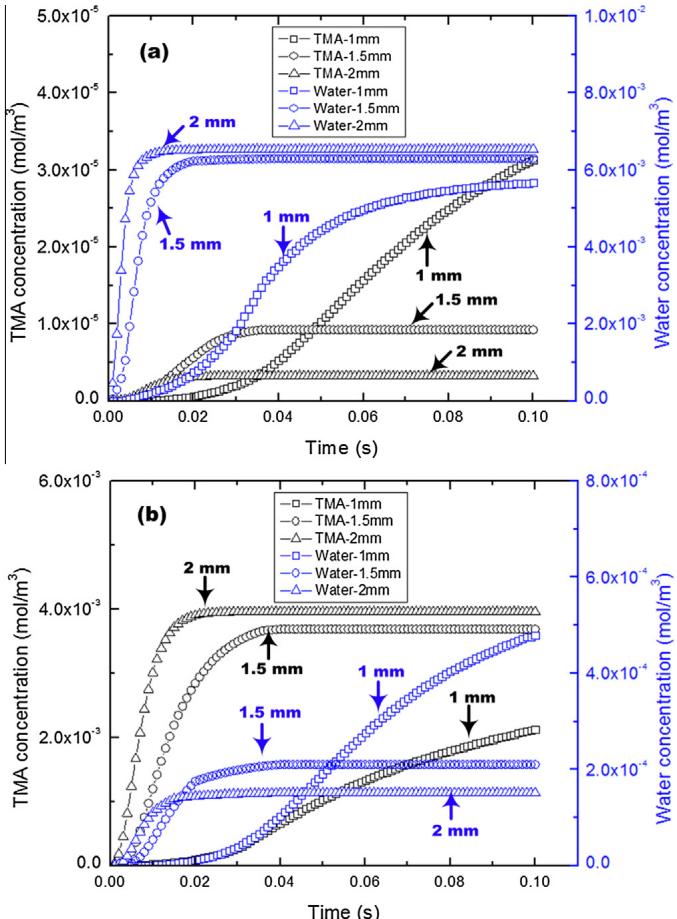 (a)
TMA-1mm
TMA-1.5mm
TMA-2mm
Water-1mm
Water-1.5mm
Water-2mm
5.0x10⁻⁵
4.0x10⁻⁵
3.0x10⁻⁵
2.0x10⁻⁵
1.0x10⁻⁵
0.0
TMA concentration (mol/m³)
1.0x10⁻²
8.0x10⁻³
6.0x10⁻³
4.0x10⁻³
2.0x10⁻³
0.0
Water concentration (mol/m³)
2 mm
1.5 mm
1 mm
1 mm
1.5 mm
2 mm
0.00 0.02 0.04 0.06 0.08 0.10
Time (s)
(b)
TMA-1mm
TMA-1.5mm
TMA-2mm
Water-1mm
Water-1.5mm
Water-2mm
6.0x10⁻³
4.0x10⁻³
2.0x10⁻³
0.0
TMA concentration (mol/m³)
8.0x10⁻⁴
6.0x10⁻⁴
4.0x10⁻⁴
2.0x10⁻⁴
0.0
Water concentration (mol/m³)
2 mm
1.5 mm
1 mm
1.5 mm
1 mm
2 mm
0.00 0.02 0.04 0.06 0.08 0.10
Time (s)